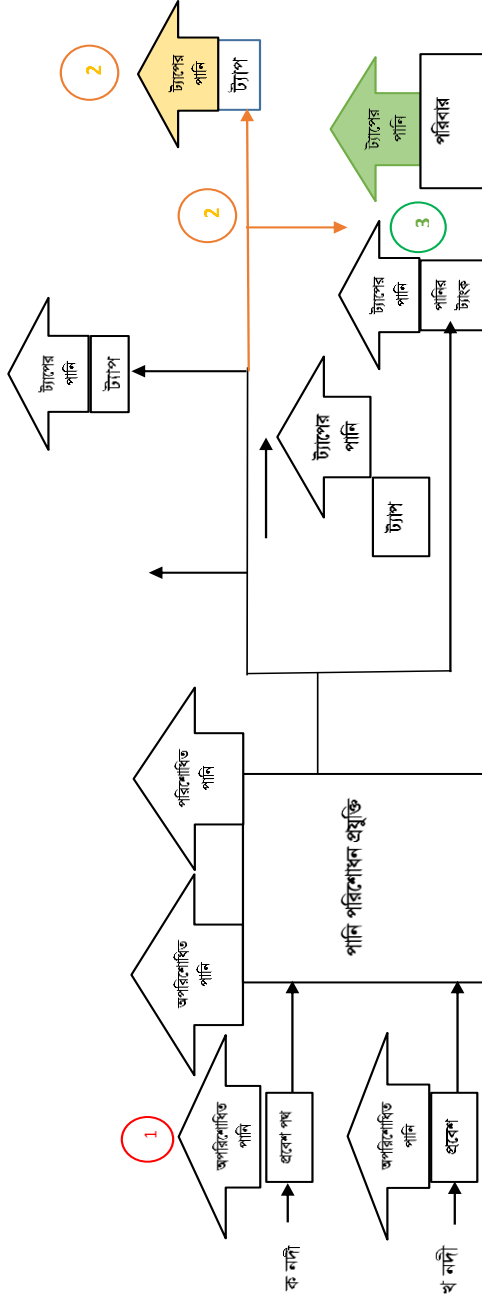 2
ট্যাপের
পানি
ট্যাপ
2
ট্যাপের
পানি
পরিবার
3
ট্যাপের
পানি
পানির
ট্যাংক
ট্যাপের
পানি
ট্যাপ
ট্যাপের
পানি
ট্যাপ
পরিশোধিত
পানি
অপরিশোধিত
পানি
পানি পরিশোধন প্রযুক্তি
1
অপরিশোধিত
পানি
প্রবেশ পথ
ক নদী
অপরিশোধিত
পানি
প্রবেশ
খ নদী